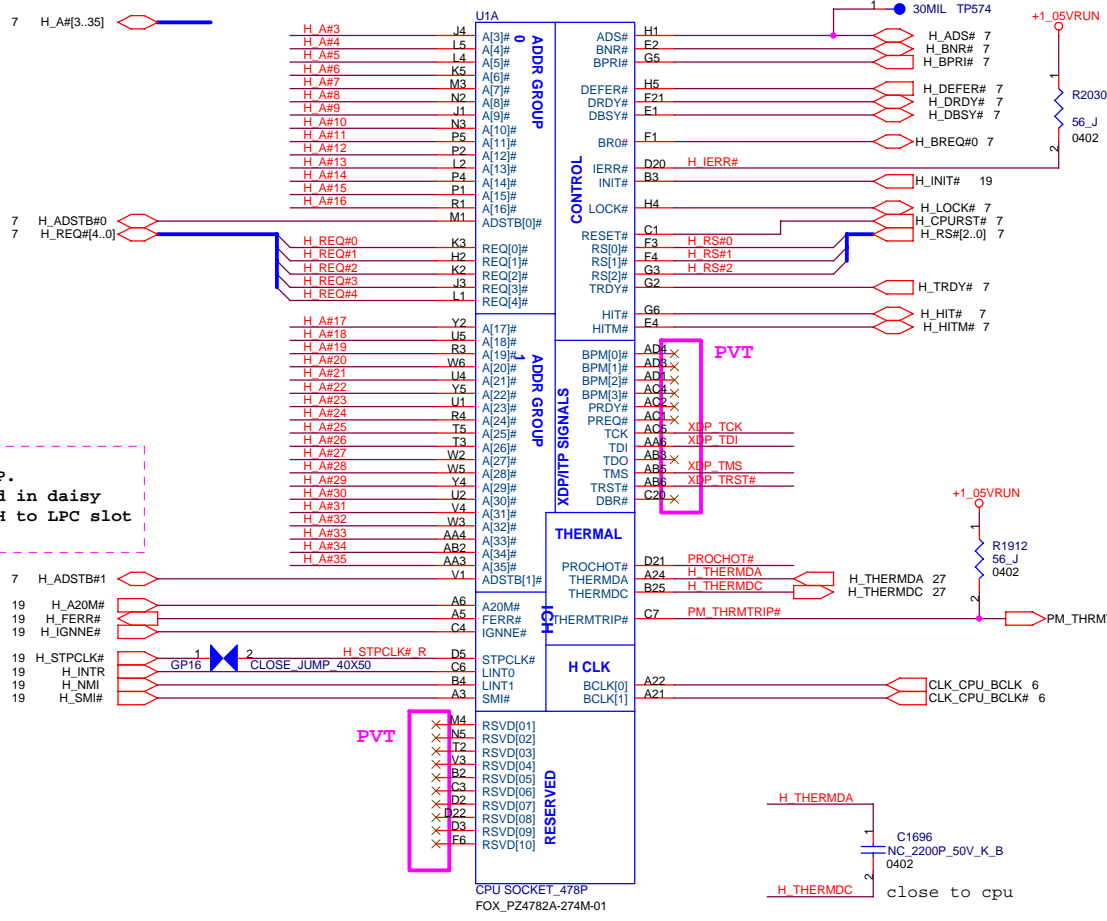 1 30MIL TP574
7 H_A#[3..35]
U1A
+1_05VRUN
H_A#3 J4 A[3]# ADS# H1 H_ADS# 7
H_A#4 L5 A[4]# BNR# E2 H_BNR# 7
H_A#5 L4 A[5]# BPRI# G5 H_BPRI# 7
H_A#6 K5 A[6]#
H_A#7 M3 A[7]# DEFER# H5 H_DEFER# 7
H_A#8 N2 A[8]# DRDY# F21 H_DRDY# 7
H_A#9 J1 A[9]# DBSY# E1 H_DBSY# 7
H_A#10 N3 A[10]#
H_A#11 P5 A[11]# BR0# F1 H_BREQ#0 7
H_A#12 P2 A[12]#
H_A#13 L2 A[13]# IERR# D20 H_IERR#
H_A#14 P4 A[14]# INIT# B3 H_INIT# 19
H_A#15 P1 A[15]#
H_A#16 R1 A[16]# LOCK# H4 H_LOCK# 7
7 H_ADSTB#0 M1 ADSTB[0]#
RESET# C1 H_CPURST# 7
7 H_REQ#[4..0] RS[0]# F3 H_RS#0 H_RS#[2..0] 7
H_REQ#0 K3 REQ[0]# RS[1]# F4 H_RS#1
H_REQ#1 H2 REQ[1]# RS[2]# G3 H_RS#2
H_REQ#2 K2 REQ[2]# TRDY# G2 H_TRDY# 7
H_REQ#3 J3 REQ[3]#
H_REQ#4 L1 REQ[4]# HIT# G6 H_HIT# 7
HITM# E4 H_HITM# 7
ADDR GROUP 0
CONTROL
1 R2030
56_J
2 0402
H_A#17 Y2 A[17]#
H_A#18 U5 A[18]#
H_A#19 R3 A[19]# BPM[0]# AD4
H_A#20 W6 A[20]# BPM[1]# AD3
H_A#21 U4 A[21]# BPM[2]# AD1
H_A#22 Y5 A[22]# BPM[3]# AC4
H_A#23 U1 A[23]# PRDY# AC2
H_A#24 R4 A[24]# PREQ# AC1
H_A#25 T5 A[25]# TCK AC5 XDP_TCK
H_A#26 T3 A[26]# TDI AA6 XDP_TDI
H_A#27 W2 A[27]# TDO AB3
H_A#28 W5 A[28]# TMS AB5 XDP_TMS
H_A#29 Y4 A[29]# TRST# AB6 XDP_TRST#
H_A#30 U2 A[30]# DBR# C20
H_A#31 V4 A[31]#
H_A#32 W3 A[32]#
H_A#33 AA4 A[33]#
H_A#34 AB2 A[34]#
H_A#35 AA3 A[35]#
7 H_ADSTB#1 V1 ADSTB[1]#
ADDR GROUP 1
XDP/ITP SIGNALS
PVT
P.
d in daisy
H to LPC slot
THERMAL
PROCHOT# D21 PROCHOT#
THERMDA A24 H_THERMDA H_THERMDA 27
THERMDC B25 H_THERMDC H_THERMDC 27
THERMTRIP# C7 PM_THRMTRIP# PM_THRM
+1_05VRUN
1 R1912
56_J
0402
2
19 H_A20M# A6 A20M#
19 H_FERR# A5 FERR#
19 H_IGNNE# C4 IGNNE#
ICH
19 H_STPCLK# 1 2 H_STPCLK#_R D5 STPCLK#
GP16 CLOSE_JUMP_40X50
19 H_INTR C6 LINT0
19 H_NMI B4 LINT1
19 H_SMI# A3 SMI#
H CLK
BCLK[0] A22 CLK_CPU_BCLK 6
BCLK[1] A21 CLK_CPU_BCLK# 6
PVT
M4 RSVD[01]
N5 RSVD[02]
T2 RSVD[03]
V3 RSVD[04]
B2 RSVD[05]
C3 RSVD[06]
D2 RSVD[07]
D22 RSVD[08]
D3 RSVD[09]
F6 RSVD[10]
RESERVED
H_THERMDA
1 C1696
NC_2200P_50V_K_B
0402
2
H_THERMDC close to cpu
CPU SOCKET_478P
FOX_PZ4782A-274M-01